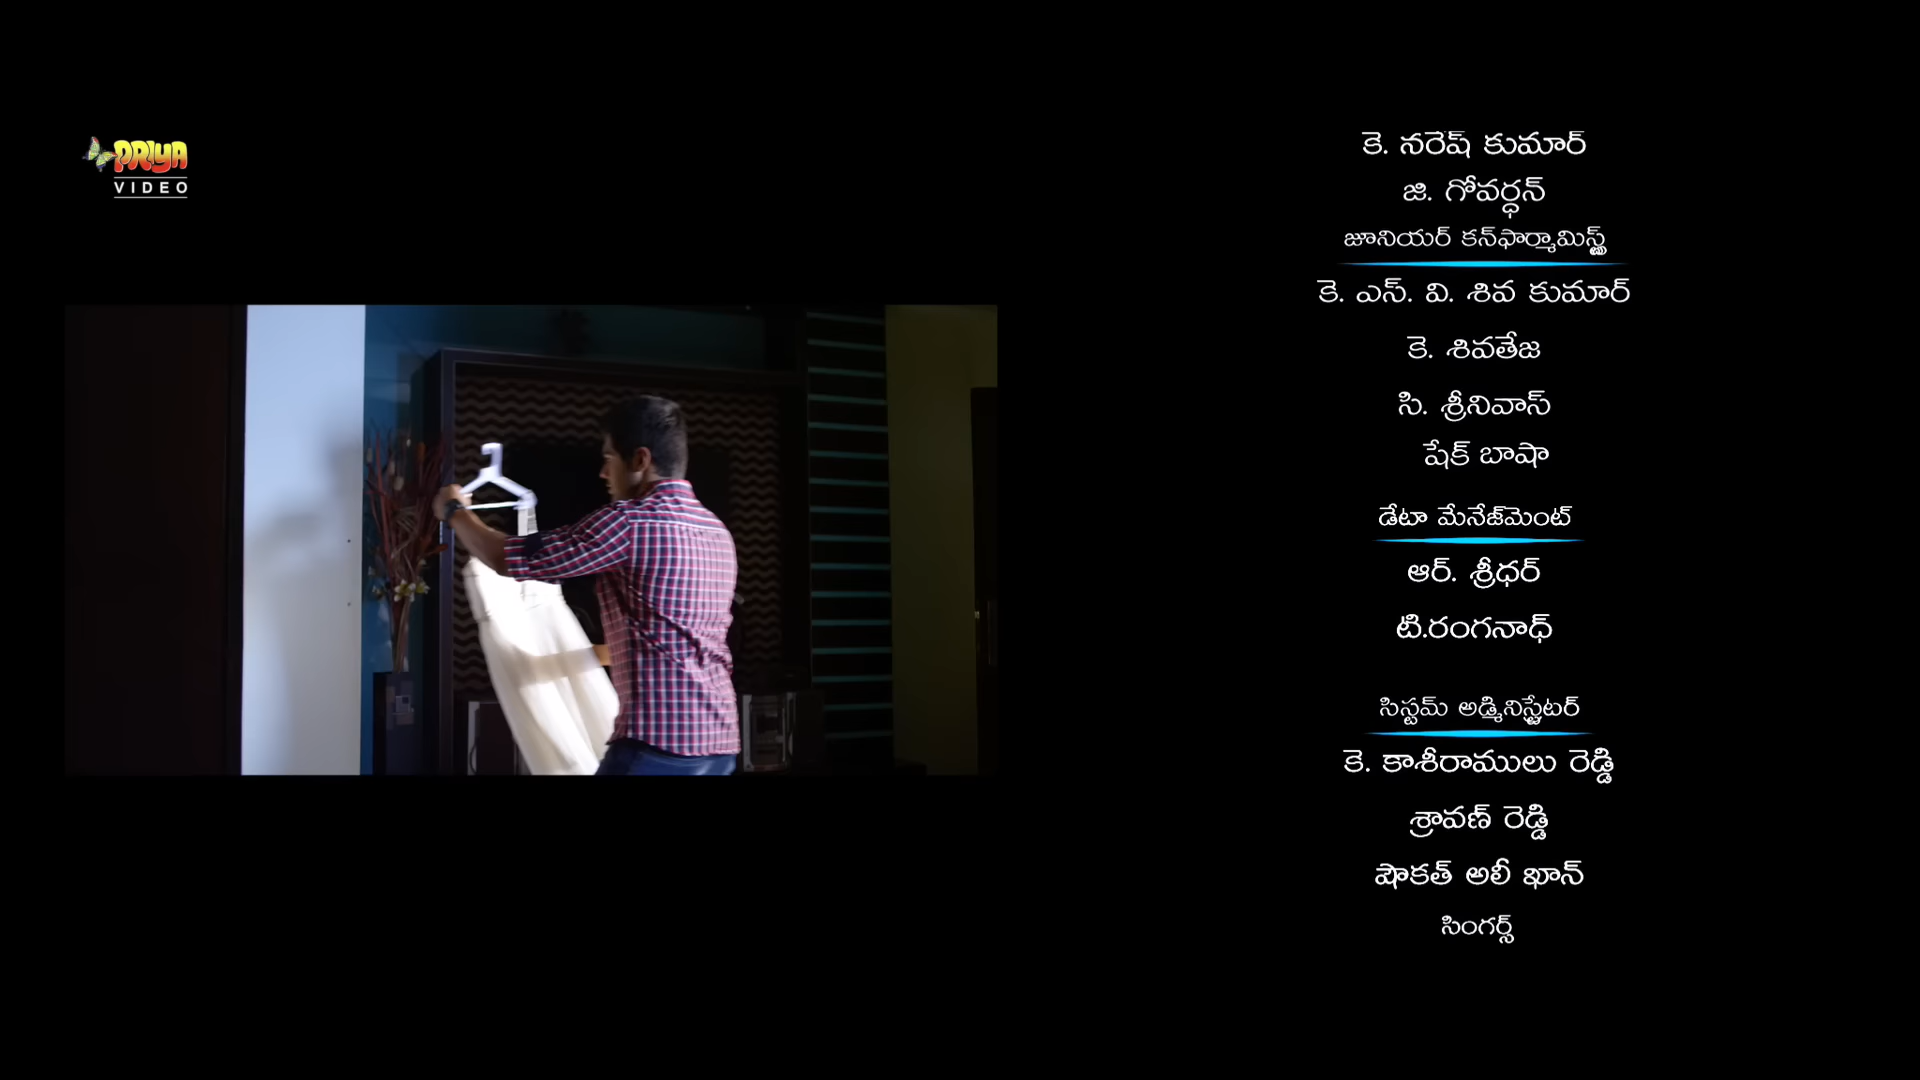 PRIYA
VIDEO
కె. నరేష్ కుమార్
జి. గోవర్ధన్
జూనియర్ కన్‌ఫార్మామిస్ట్స్
కె. ఎస్. వి. శివ కుమార్
కె. శివతేజ
సి. శ్రీనివాస్
షేక్ బాషా
డేటా మేనేజ్‌మెంట్
ఆర్. శ్రీధర్
టి.రంగనాథ్
సిస్టమ్ అడ్మినిస్ట్రేటర్
కె. కాశీరాములు రెడ్డి
శ్రావణ్ రెడ్డి
షౌకత్ అలీ ఖాన్
సింగర్స్